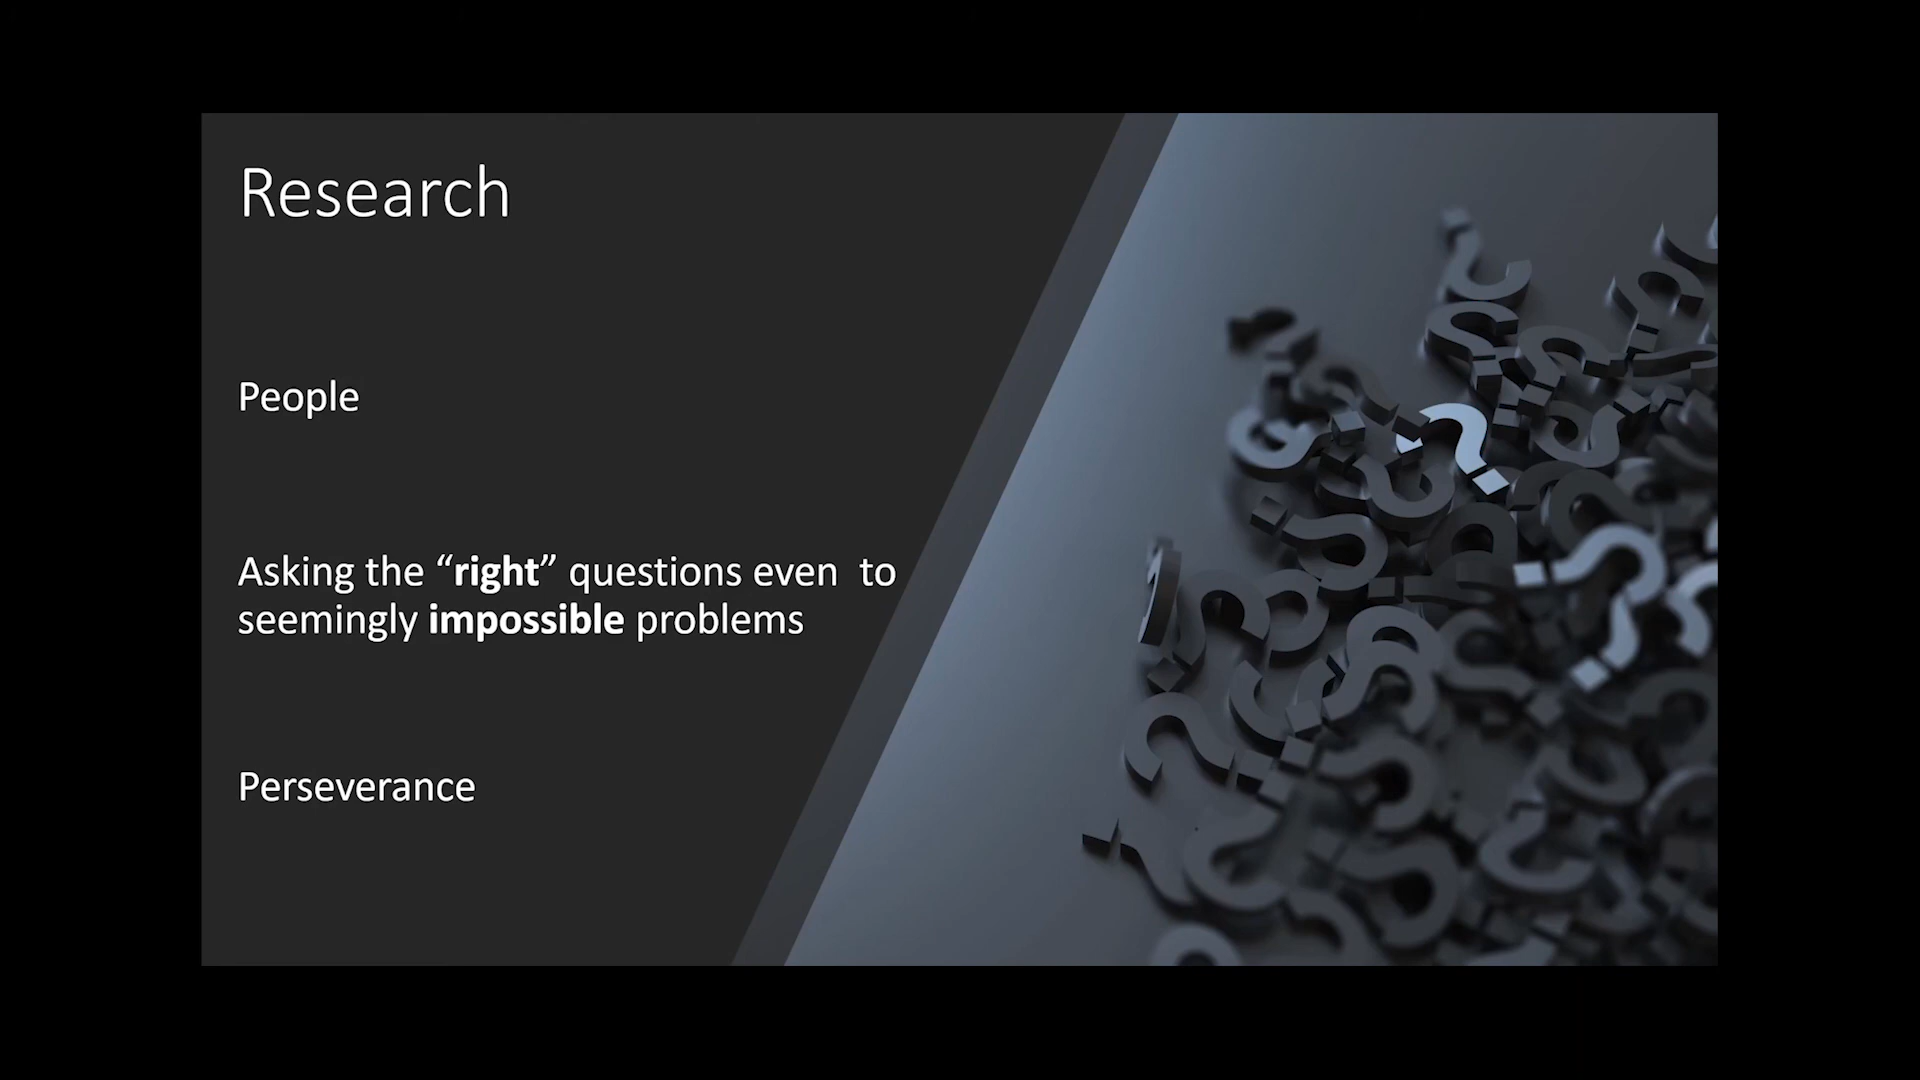 Research
People
Asking the “right” questions even  to
seemingly impossible problems
Perseverance